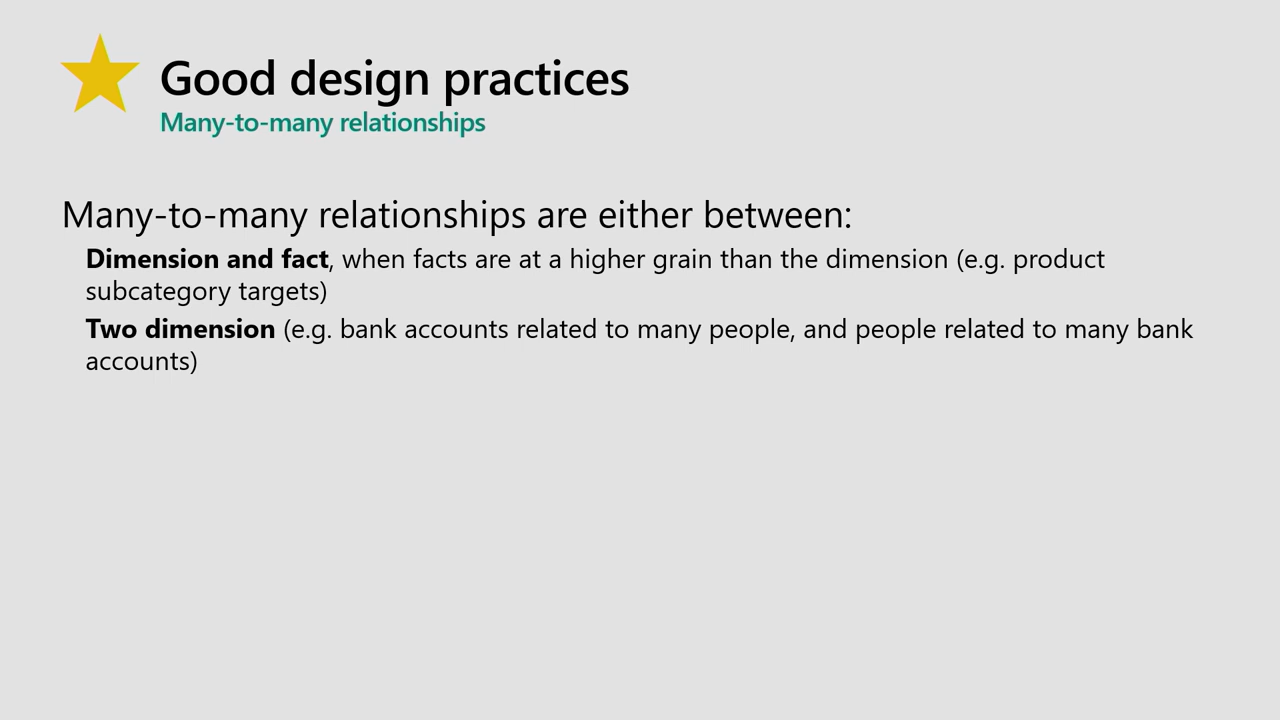 Good design practices
Many-to-many relationships
Many-to-many relationships are either between:
Dimension and fact, when facts are at a higher grain than the dimension (e.g. product
subcategory targets)
Two dimension (e.g. bank accounts related to many people, and people related to many bank
accounts)